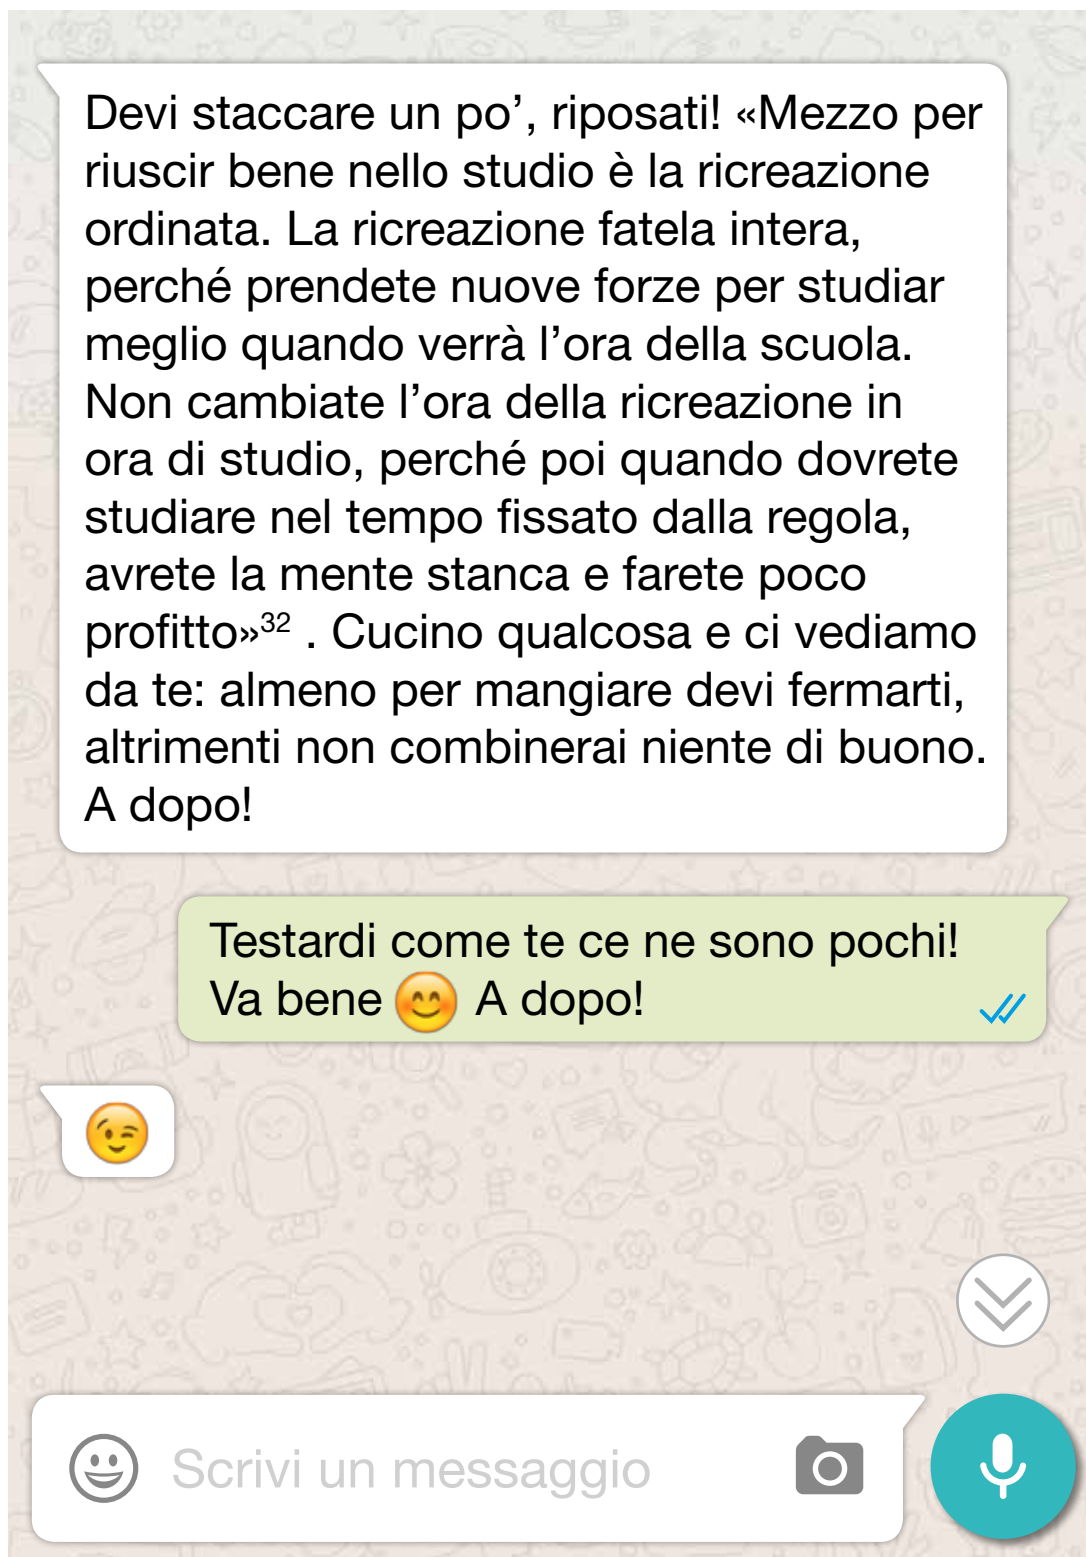 Devi staccare un po’, riposati! «Mezzo per
riuscir bene nello studio è la ricreazione
ordinata. La ricreazione fatela intera,
perché prendete nuove forze per studiar
meglio quando verrà l’ora della scuola.
Non cambiate l’ora della ricreazione in
ora di studio, perché poi quando dovrete
studiare nel tempo fissato dalla regola,
avrete la mente stanca e farete poco
profitto»³² . Cucino qualcosa e ci vediamo
da te: almeno per mangiare devi fermarti,
altrimenti non combinerai niente di buono.
A dopo!
Testardi come te ce ne sono pochi!
Va bene 😊 A dopo!
😉
Scrivi un messaggio